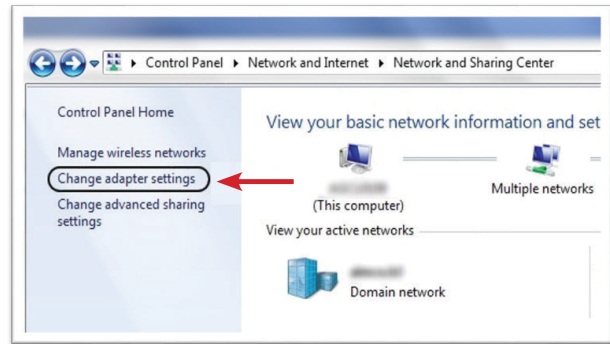 Control Panel ▸ Network and Internet ▸ Network and Sharing Center
Control Panel Home
Manage wireless networks
Change adapter settings
Change advanced sharing
settings
View your basic network information and set
(This computer)
Multiple networks
View your active networks
Domain network